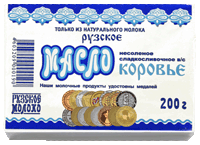 ТОЛЬКО ИЗ НАТУРАЛЬНОГО МОЛОКА
РУЗСКОЕ
МАСЛО
несоленое
сладкосливочное в/с
КОРОВЬЕ
Наши молочные продукты удостоены медалей
РУЗСКОЕ
МОЛОКО
200 г